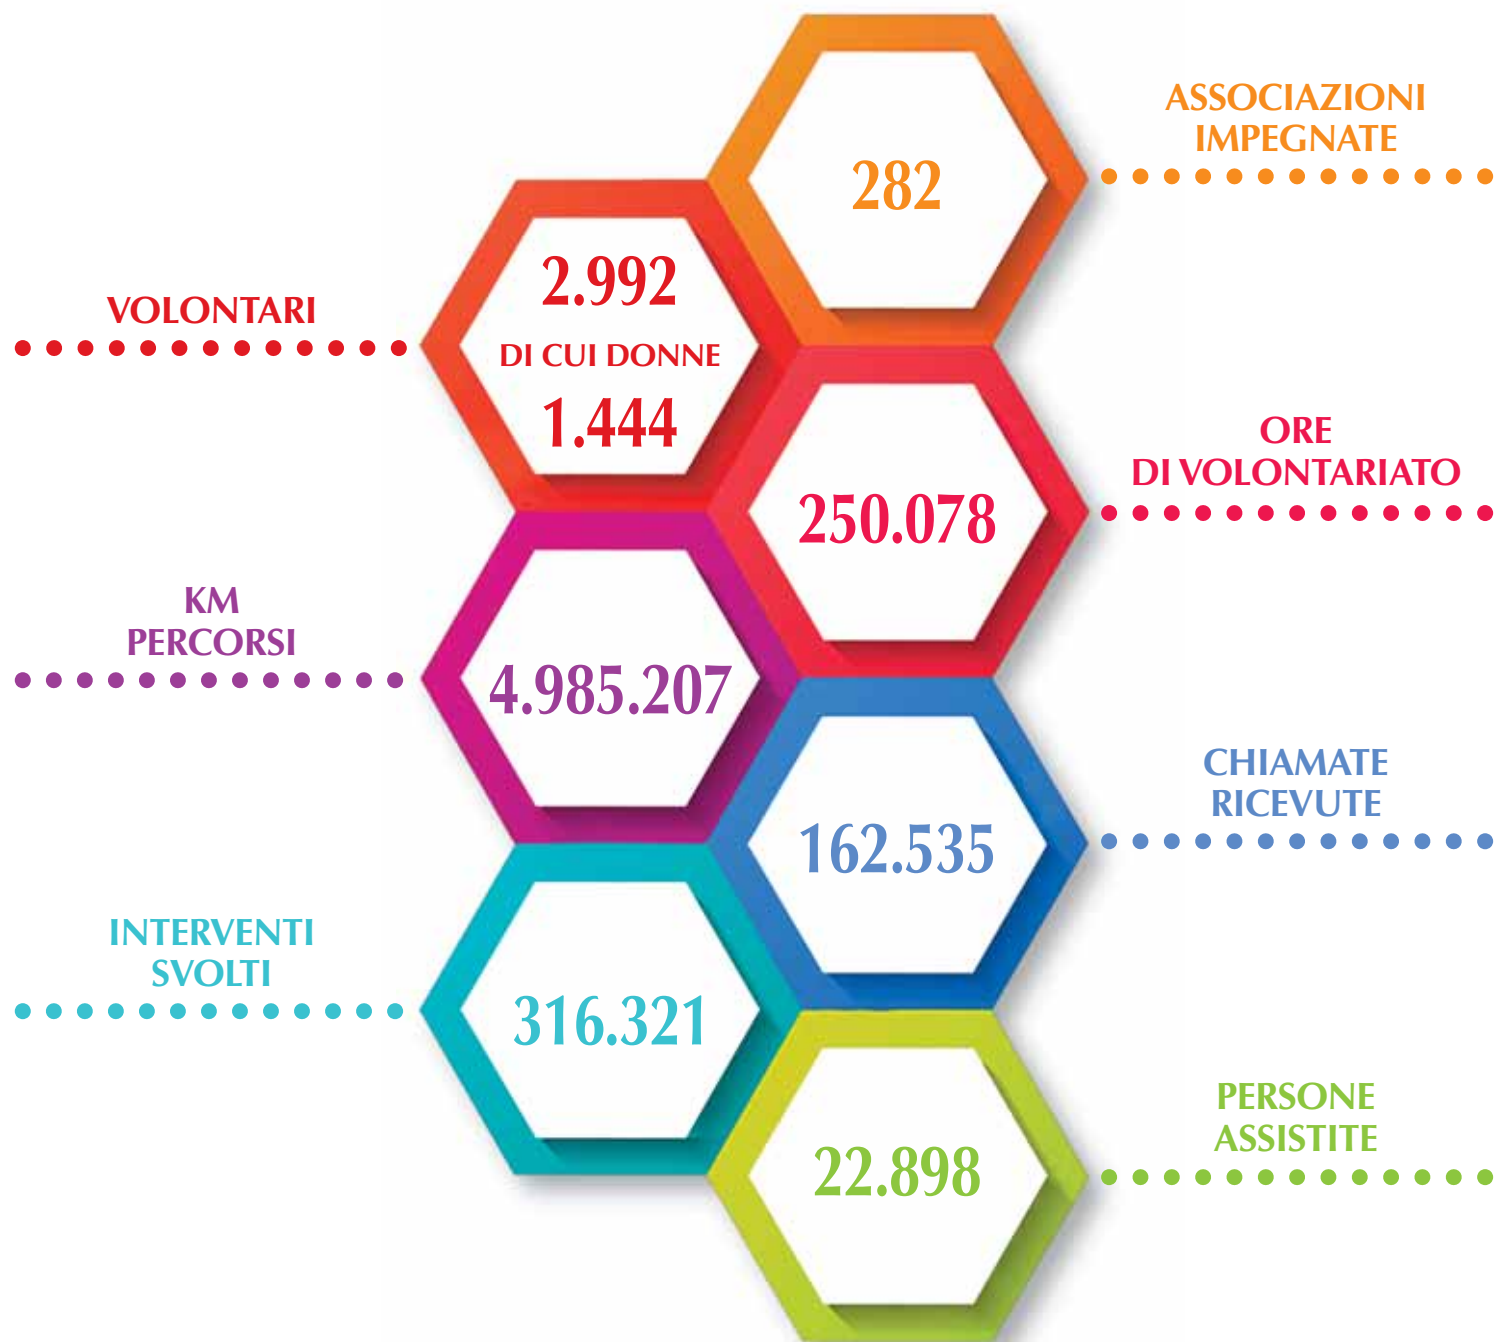 ASSOCIAZIONI
IMPEGNATE
282
VOLONTARI
2.992
DI CUI DONNE
1.444
ORE
DI VOLONTARIATO
250.078
KM
PERCORSI
4.985.207
CHIAMATE
RICEVUTE
162.535
INTERVENTI
SVOLTI
316.321
PERSONE
ASSISTITE
22.898